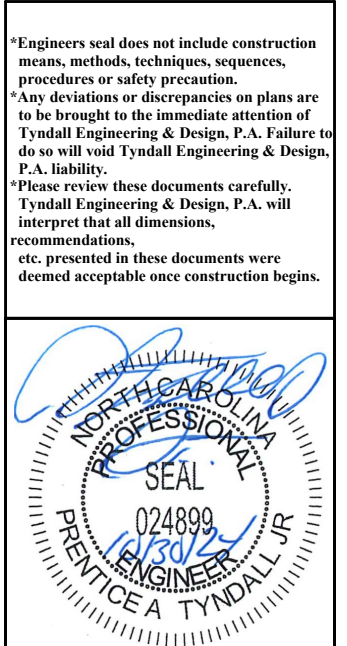 *Engineers seal does not include construction
means, methods, techniques, sequences,
procedures or safety precaution.
*Any deviations or discrepancies on plans are
to be brought to the immediate attention of
Tyndall Engineering & Design, P.A. Failure to
do so will void Tyndall Engineering & Design,
P.A. liability.
*Please review these documents carefully.
Tyndall Engineering & Design, P.A. will
interpret that all dimensions,
recommendations,
etc. presented in these documents were
deemed acceptable once construction begins.
NORTH CAROLINA
PROFESSIONAL
SEAL
024899
10/30/24
ENGINEER
PRENTICE A TYNDALL JR